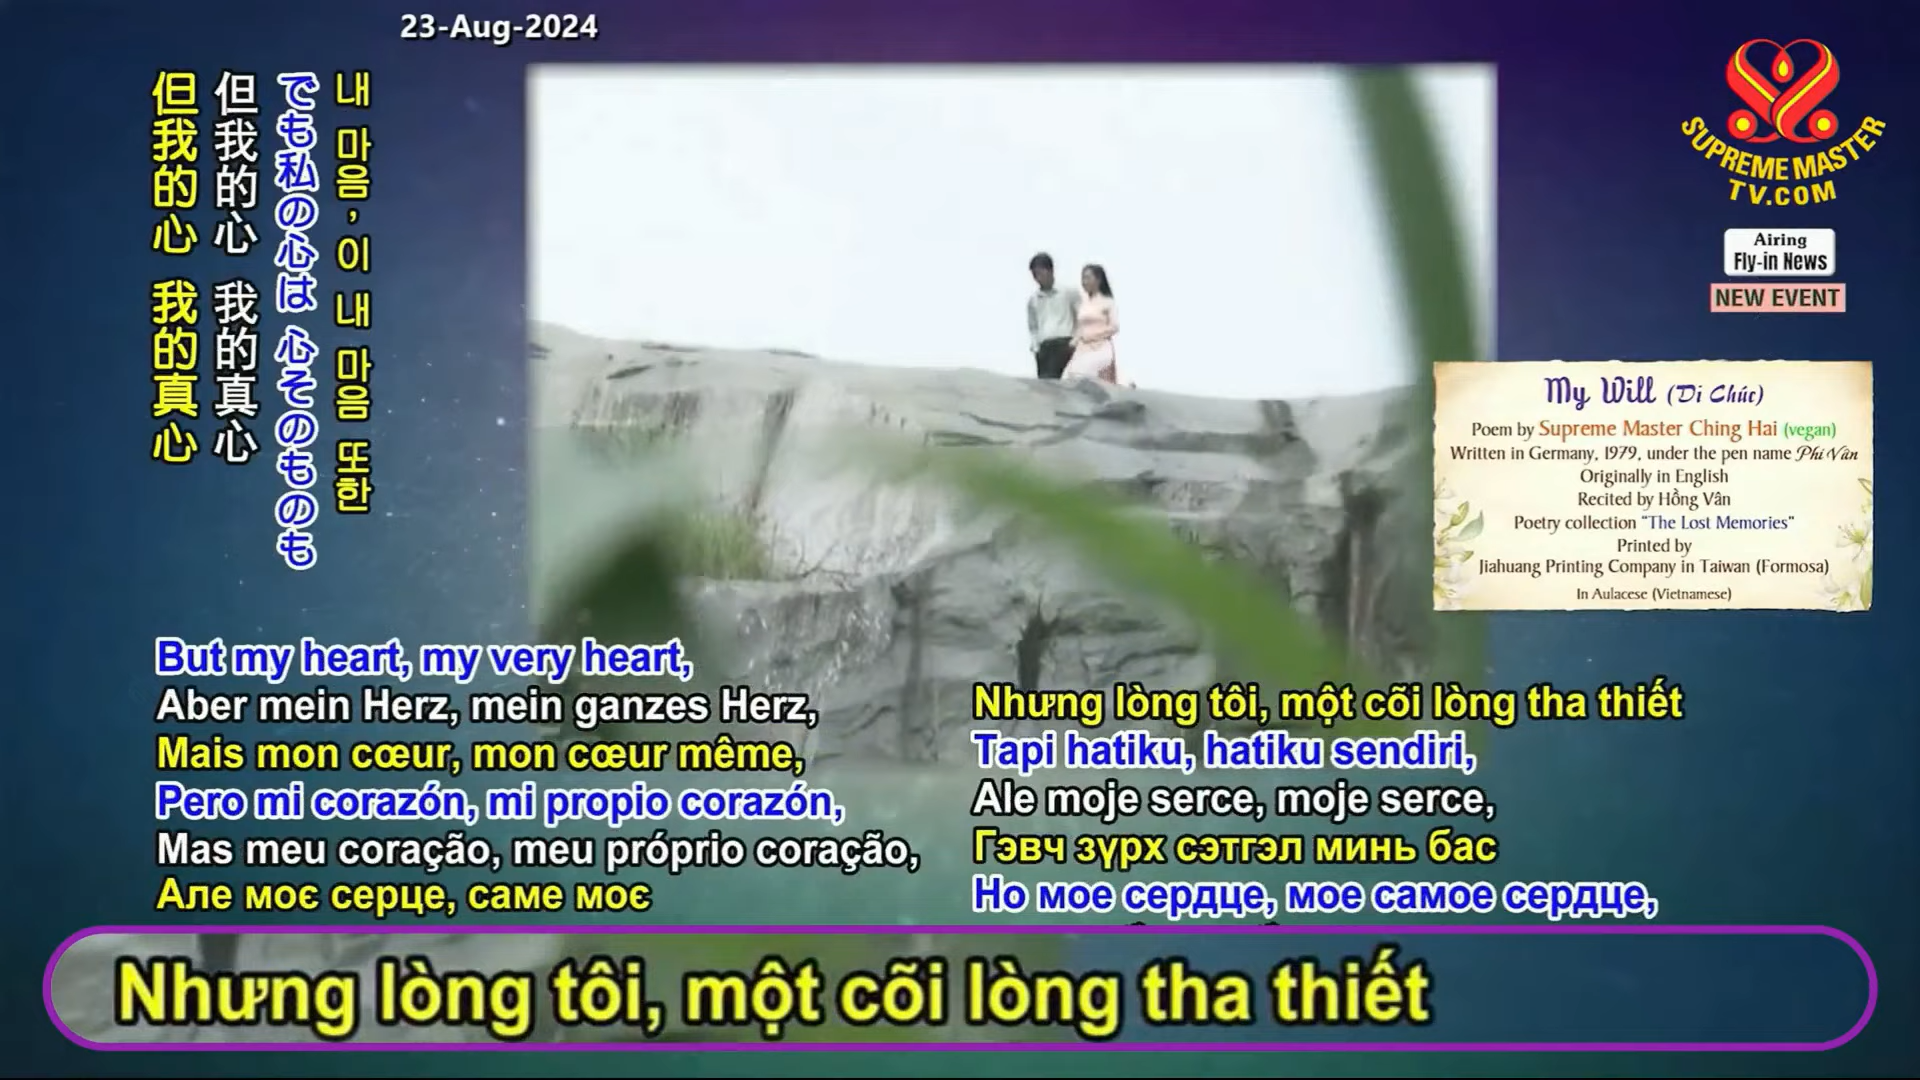 23-Aug-2024
但我的心 我的真心
但我的心 我的真心
でも私の心は 心そのものも
내 마음, 이 내 마음 또한
SUPREME MASTER
TV.COM
Airing
Fly-in News
NEW EVENT
My Will (Di Chúc)
Poem by Supreme Master Ching Hai (vegan)
Written in Germany, 1979, under the pen name Phi Vân
Originally in English
Recited by Hồng Vân
Poetry collection "The Lost Memories"
Printed by
Jiahuang Printing Company in Taiwan (Formosa)
In Aulacese (Vietnamese)
But my heart, my very heart,
Aber mein Herz, mein ganzes Herz,
Mais mon cœur, mon cœur même,
Pero mi corazón, mi propio corazón,
Mas meu coração, meu próprio coração,
Але моє серце, саме моє
Nhưng lòng tôi, một cõi lòng tha thiết
Tapi hatiku, hatiku sendiri,
Ale moje serce, moje serce,
Гэвч зүрх сэтгэл минь бас
Но мое сердце, мое самое сердце,
Nhưng lòng tôi, một cõi lòng tha thiết